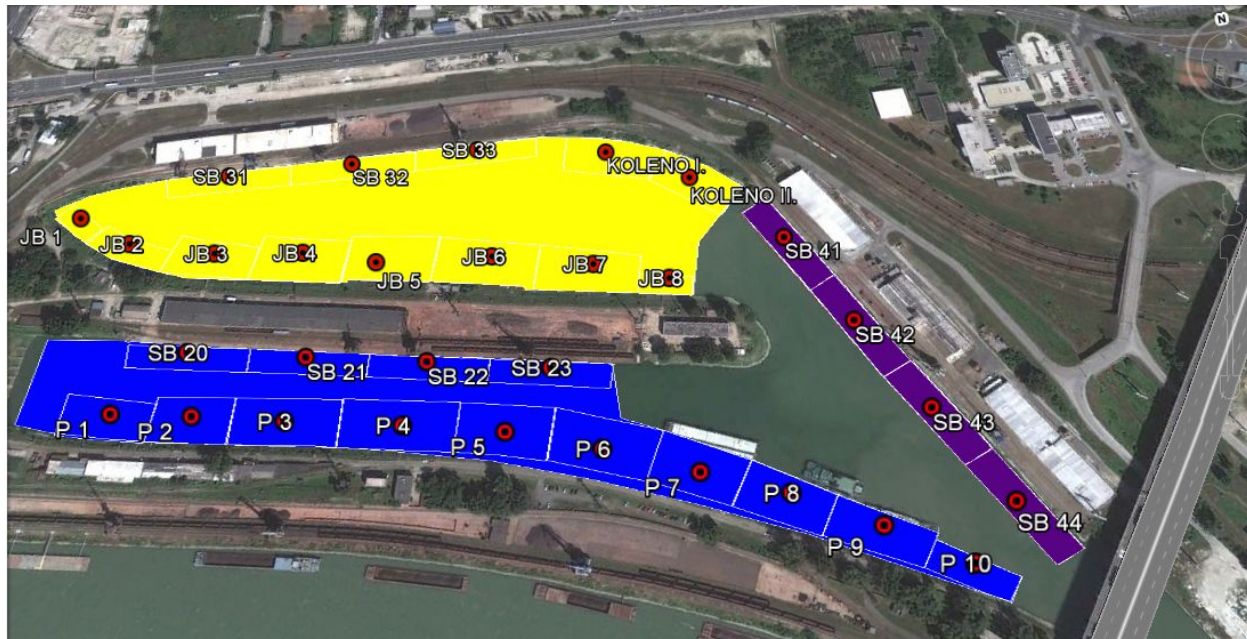 N
SB 33
KOLENO I.
SB 31
SB 32
KOLENO II.
JB 1
JB 2
JB 3
JB 4
JB 5
JB 6
JB 7
JB 8
SB 41
SB 42
SB 43
SB 44
SB 20
SB 21
SB 22
SB 23
P 1
P 2
P 3
P 4
P 5
P 6
P 7
P 8
P 9
P 10